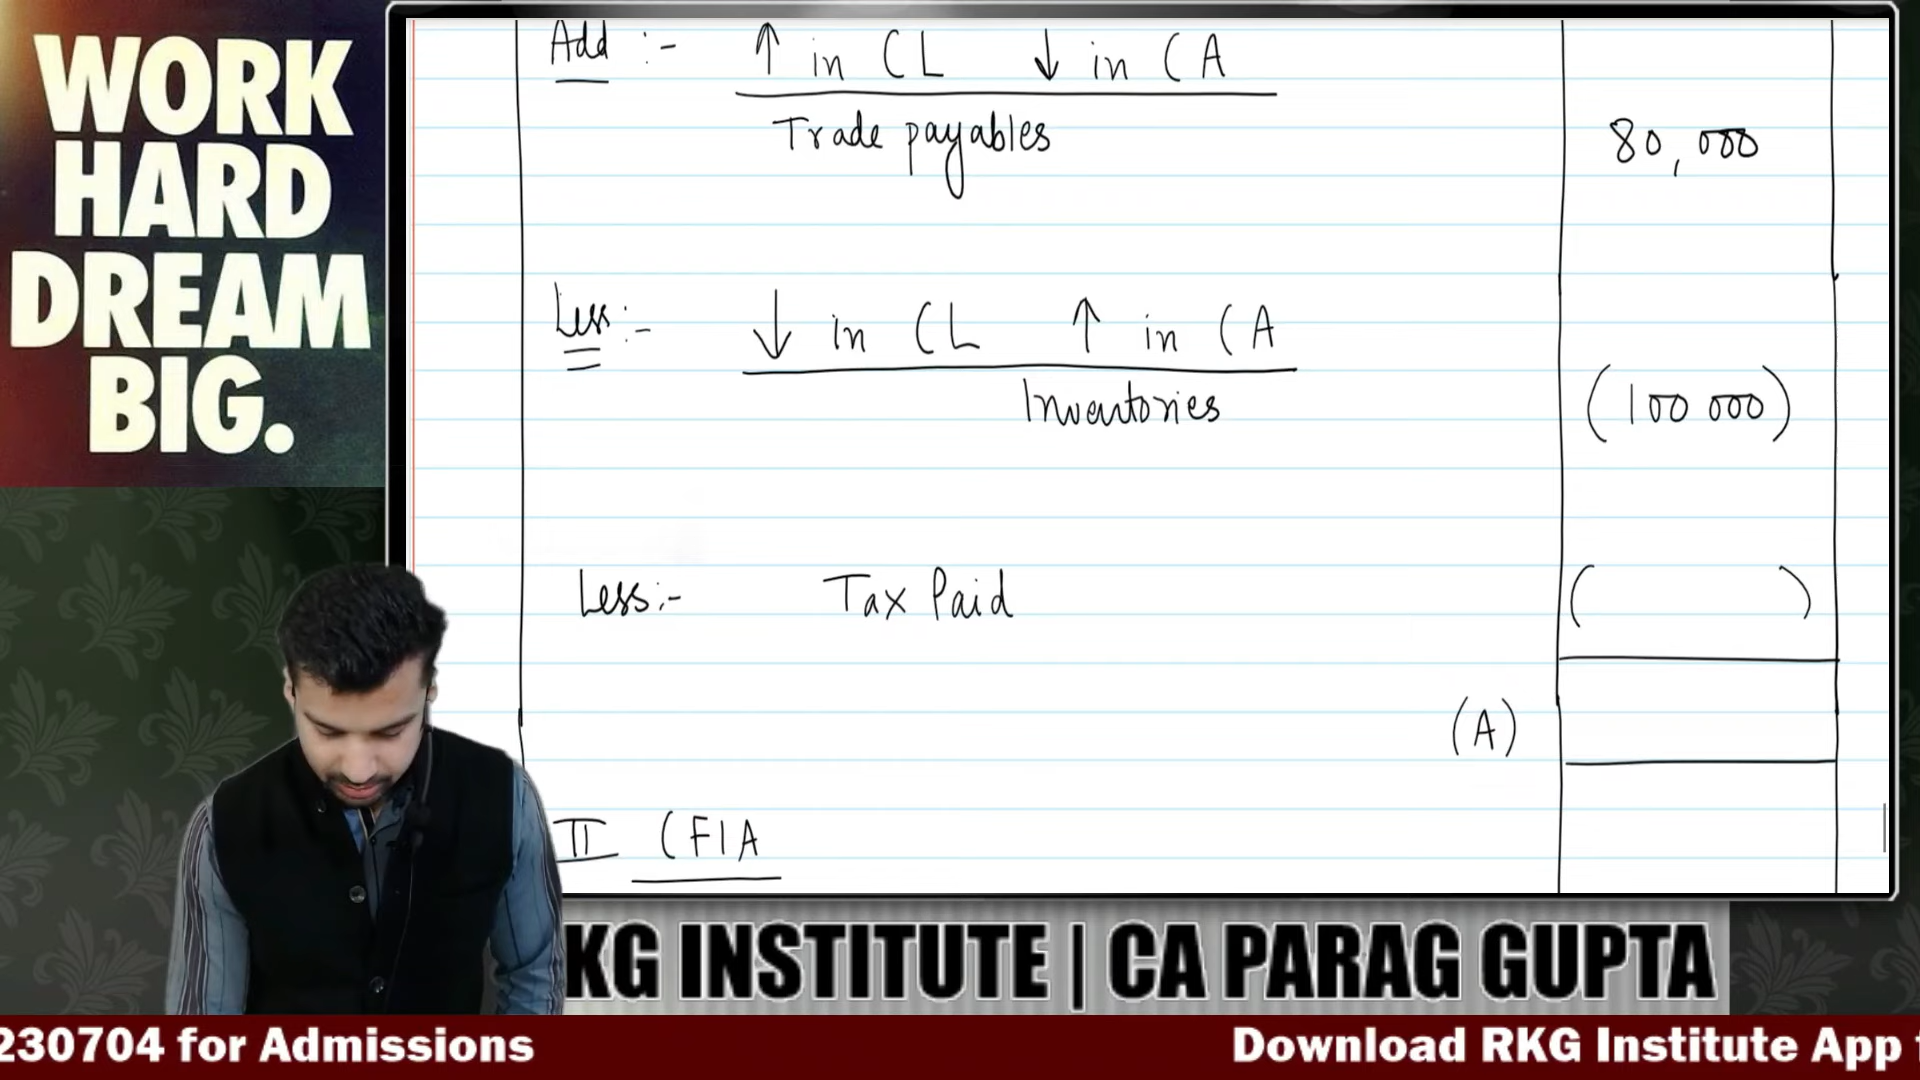 WORK
HARD
DREAM
BIG.
Add :- ↑ in CL ↓ in CA
Trade payables 80,000
Less :- ↓ in CL ↑ in CA
Inventories (100 000)
Less :- Tax Paid ( )
(A)
II CFIA
KG INSTITUTE | CA PARAG GUPTA
230704 for Admissions Download RKG Institute App